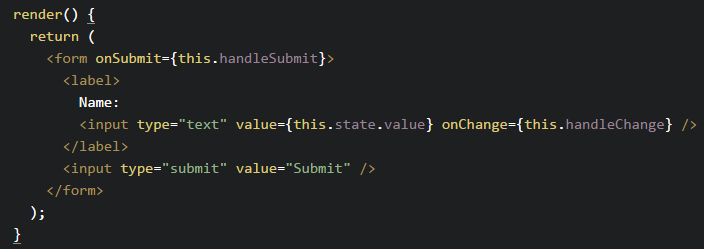 render() {
return (
<form onSubmit={this.handleSubmit}>
<label>
Name:
<input type="text" value={this.state.value} onChange={this.handleChange} />
</label>
<input type="submit" value="Submit" />
</form>
);
}